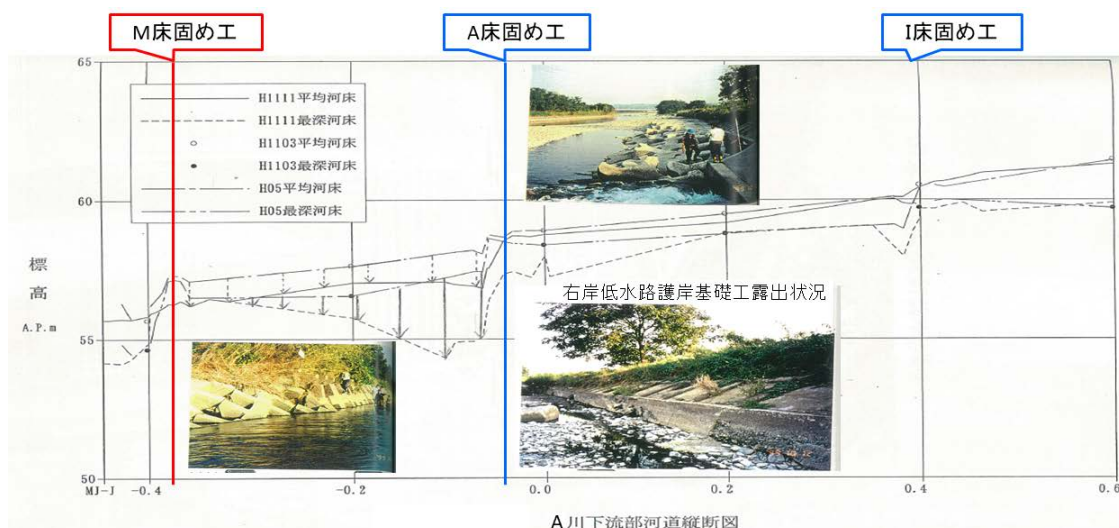 M床固め工
A床固め工
I床固め工
65
H1111平均河床
H1111最深河床
H1103平均河床
H1103最深河床
H05平均河床
H05最深河床
60
標
高
A.P.m
右岸低水路護岸基礎工露出状況
55
50
MJ-J
-0.4
-0.2
0.0
0.2
0.4
0.6
A川下流部河道縦断図